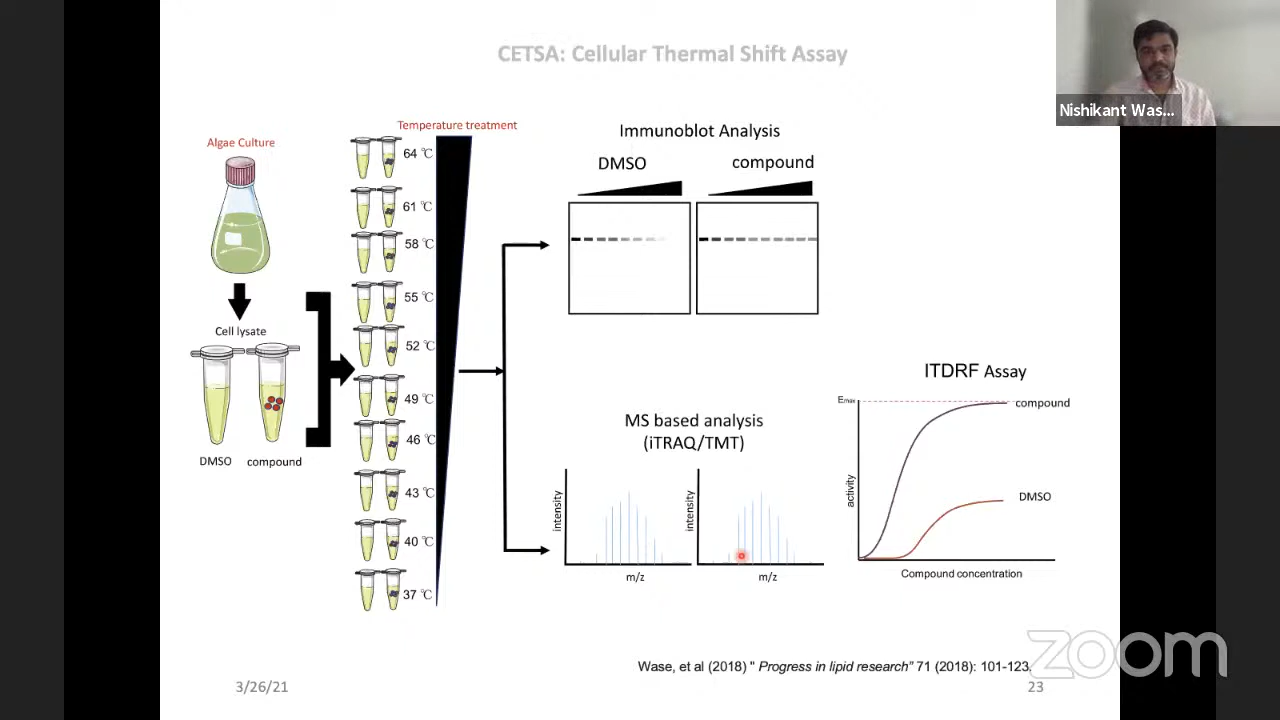 CETSA: Cellular Thermal Shift Assay
Nishikant Was...
Temperature treatment
Algae Culture
64 ℃
61 ℃
58 ℃
55 ℃
52 ℃
49 ℃
46 ℃
43 ℃
40 ℃
37 ℃
Cell lysate
DMSO
compound
Immunoblot Analysis
DMSO
compound
MS based analysis
(iTRAQ/TMT)
intensity
m/z
intensity
m/z
ITDRF Assay
Emax
compound
DMSO
activity
Compound concentration
Wase, et al (2018) " Progress in lipid research” 71 (2018): 101-123.
3/26/21
23
zoom